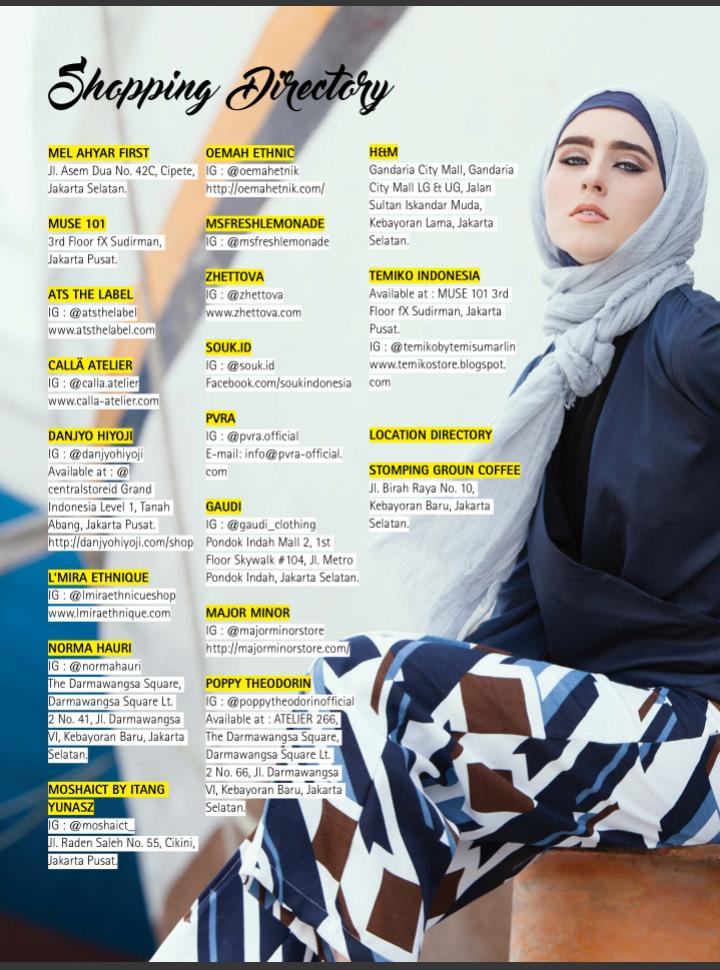 Shopping Directory
MEL AHYAR FIRST
Jl. Asem Dua No. 42C, Cipete,
Jakarta Selatan.
MUSE 101
3rd Floor fX Sudirman,
Jakarta Pusat.
ATS THE LABEL
IG : @atsthelabel
www.atsthelabel.com
CALLÄ ATELIER
IG : @calla.atelier
www.calla-atelier.com
DANJYO HIYOJI
IG : @danjyohiyoji
Available at : @
centralstoreid Grand
Indonesia Level 1, Tanah
Abang, Jakarta Pusat.
http://danjyohiyoji.com/shop
L'MIRA ETHNIQUE
IG : @lmiraethnicueshop
www.lmiraethnique.com
NORMA HAURI
IG : @normahauri
The Darmawangsa Square,
Darmawangsa Square Lt.
2 No. 41, Jl. Darmawangsa
VI, Kebayoran Baru, Jakarta
Selatan.
MOSHAICT BY ITANG
YUNASZ
IG : @moshaict_
Jl. Raden Saleh No. 55, Cikini,
Jakarta Pusat.
OEMAH ETHNIC
IG : @oemahetnik
http://oemahetnik.com/
MSFRESHLEMONADE
IG : @msfreshlemonade
ZHETTOVA
IG : @zhettova
www.zhettova.com
SOUK.ID
IG : @souk.id
Facebook.com/soukindonesia
PVRA
IG : @pvra.official
E-mail: info@pvra-official.
com
GAUDI
IG : @gaudi_clothing
Pondok Indah Mall 2, 1st
Floor Skywalk #104, Jl. Metro
Pondok Indah, Jakarta Selatan.
MAJOR MINOR
IG : @majorminorstore
http://majorminorstore.com/
POPPY THEODORIN
IG : @poppytheodorinofficial
Available at : ATELIER 266,
The Darmawangsa Square,
Darmawangsa Square Lt.
2 No. 66, Jl. Darmawangsa
VI, Kebayoran Baru, Jakarta
Selatan.
H&M
Gandaria City Mall, Gandaria
City Mall LG & UG, Jalan
Sultan Iskandar Muda,
Kebayoran Lama, Jakarta
Selatan.
TEMIKO INDONESIA
Available at : MUSE 101 3rd
Floor fX Sudirman, Jakarta
Pusat.
IG : @temikobytemisumarlin
www.temikostore.blogspot.
com
LOCATION DIRECTORY
STOMPING GROUN COFFEE
Jl. Birah Raya No. 10,
Kebayoran Baru, Jakarta
Selatan.